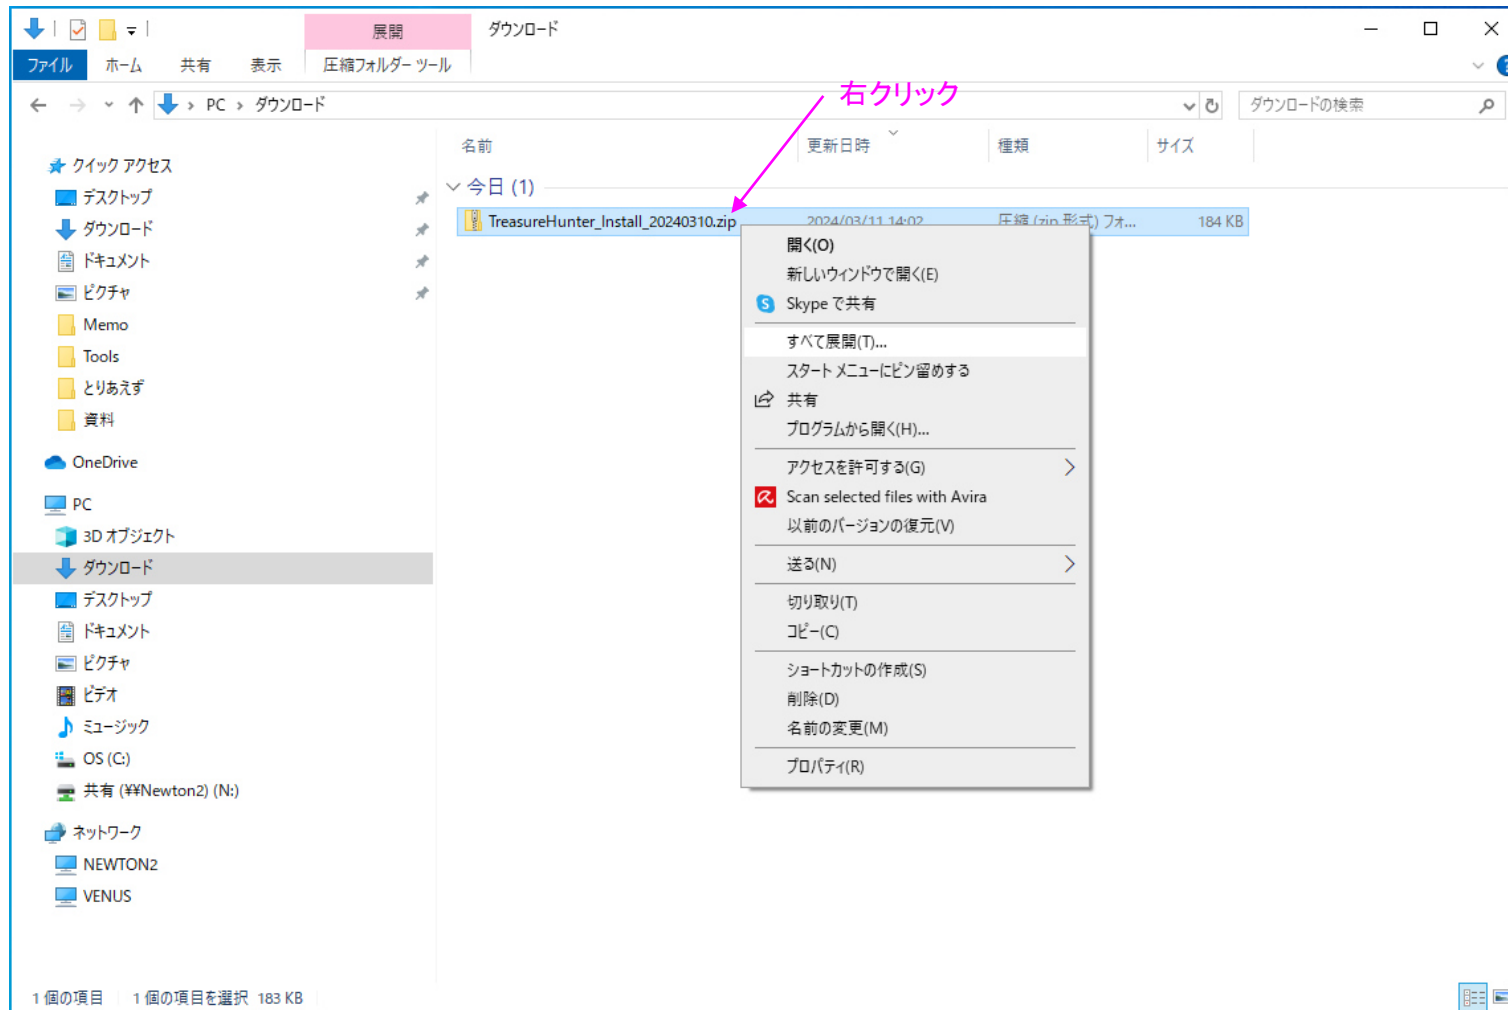 展開
ダウンロード
ファイル
ホーム
共有
表示
圧縮フォルダー ツール
PC
ダウンロード
ダウンロードの検索
右クリック
名前
更新日時
種類
サイズ
クイック アクセス
デスクトップ
ダウンロード
ドキュメント
ピクチャ
Memo
Tools
とりあえず
資料
OneDrive
PC
3D オブジェクト
ダウンロード
デスクトップ
ドキュメント
ピクチャ
ビデオ
ミュージック
OS (C:)
共有 (¥¥Newton2) (N:)
ネットワーク
NEWTON2
VENUS
今日 (1)
TreasureHunter_Install_20240310.zip
2024/03/11 14:02
圧縮 (zip 形式) フォ...
184 KB
開く(O)
新しいウィンドウで開く(E)
Skype で共有
すべて展開(T)...
スタート メニューにピン留めする
共有
プログラムから開く(H)...
アクセスを許可する(G)
Scan selected files with Avira
以前のバージョンの復元(V)
送る(N)
切り取り(T)
コピー(C)
ショートカットの作成(S)
削除(D)
名前の変更(M)
プロパティ(R)
1 個の項目
1 個の項目を選択 183 KB